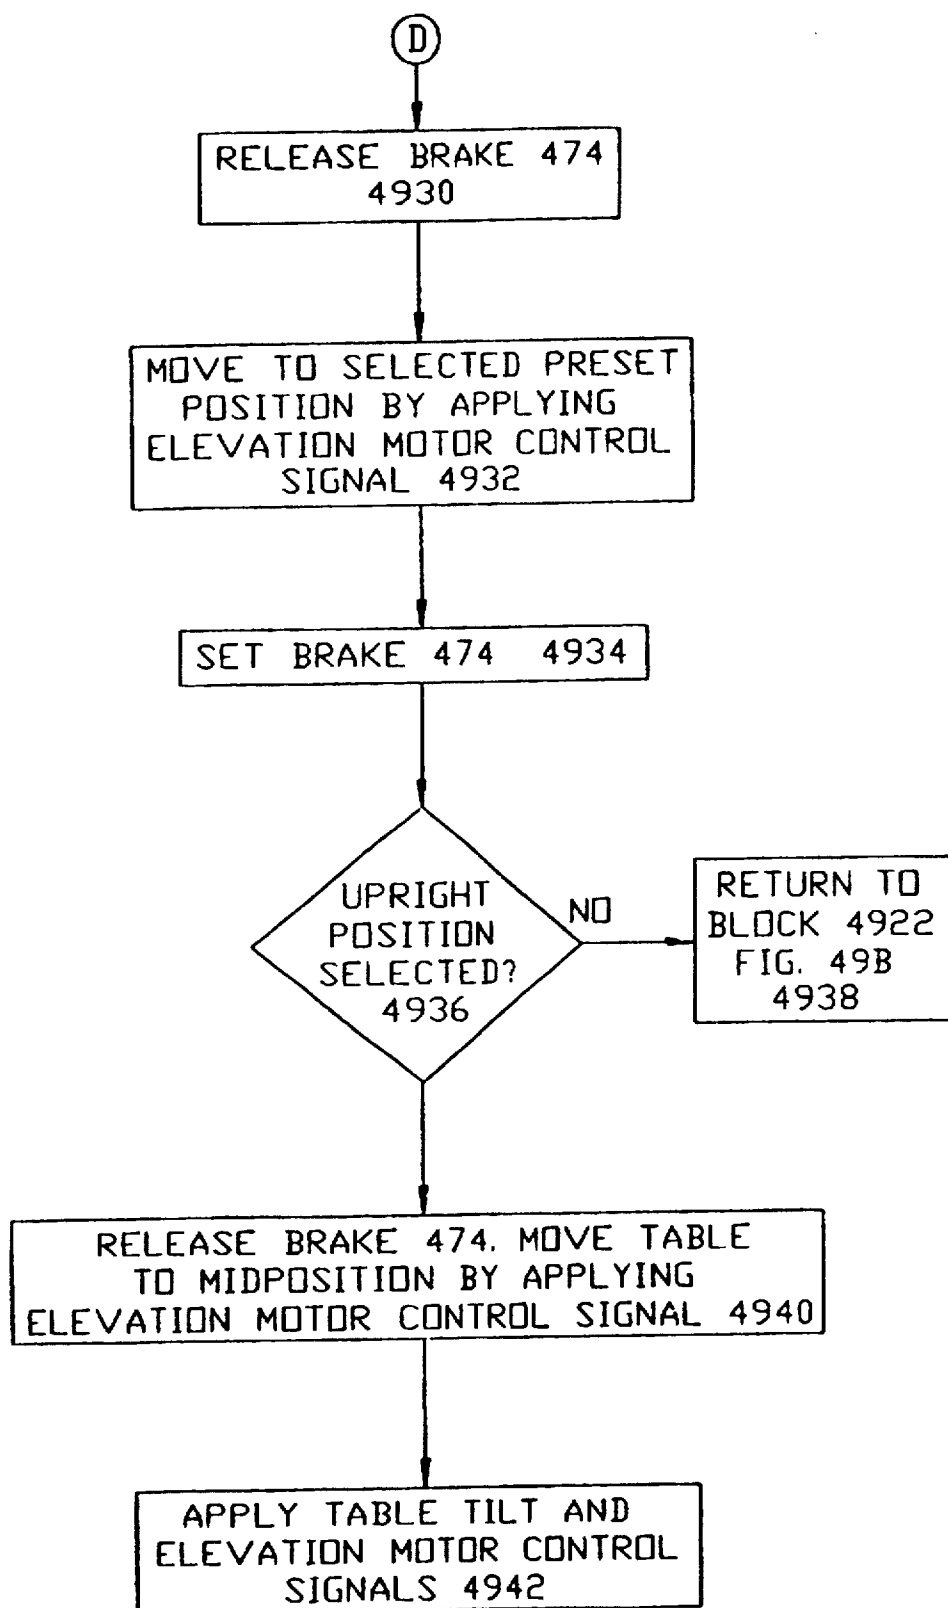 D
RELEASE BRAKE 474
4930
MOVE TO SELECTED PRESET
POSITION BY APPLYING
ELEVATION MOTOR CONTROL
SIGNAL 4932
SET BRAKE 474 4934
UPRIGHT
POSITION
SELECTED?
4936
NO
RETURN TO
BLOCK 4922
FIG. 49B
4938
RELEASE BRAKE 474. MOVE TABLE
TO MIDPOSITION BY APPLYING
ELEVATION MOTOR CONTROL SIGNAL 4940
APPLY TABLE TILT AND
ELEVATION MOTOR CONTROL
SIGNALS 4942